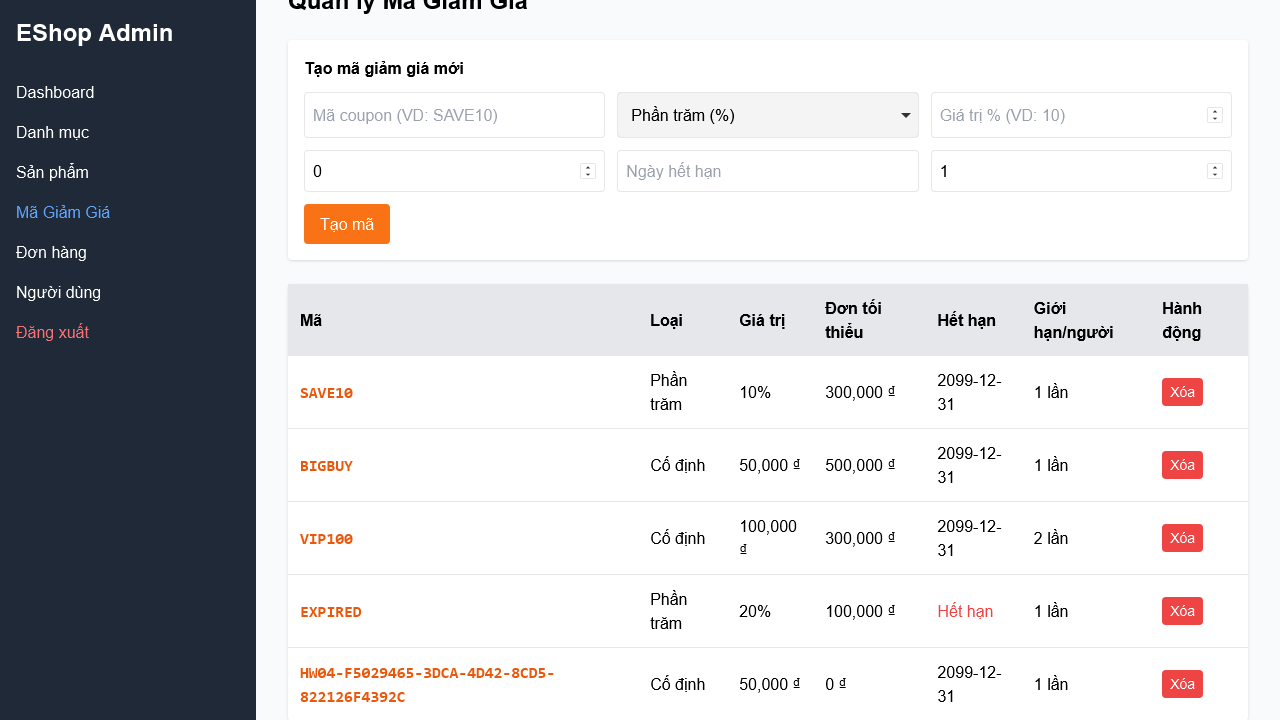 EShop Admin
Dashboard
Danh mục
Sản phẩm
Mã Giảm Giá
Đơn hàng
Người dùng
Đăng xuất
Quản lý Mã Giảm Giá
Tạo mã giảm giá mới
Mã coupon (VD: SAVE10)
Phần trăm (%)
Giá trị % (VD: 10)
0
Ngày hết hạn
1
Tạo mã
Mã
Loại
Giá trị
Đơn tối
thiểu
Hết hạn
Giới
hạn/người
Hành
động
SAVE10
Phần
trăm
10%
300,000 ₫
2099-12-
31
1 lần
Xóa
BIGBUY
Cố định
50,000 ₫
500,000 ₫
2099-12-
31
1 lần
Xóa
VIP100
Cố định
100,000
₫
300,000 ₫
2099-12-
31
2 lần
Xóa
EXPIRED
Phần
trăm
20%
100,000 ₫
Hết hạn
1 lần
Xóa
HW04-F5029465-3DCA-4D42-8CD5-
822126F4392C
Cố định
50,000 ₫
0 ₫
2099-12-
31
1 lần
Xóa